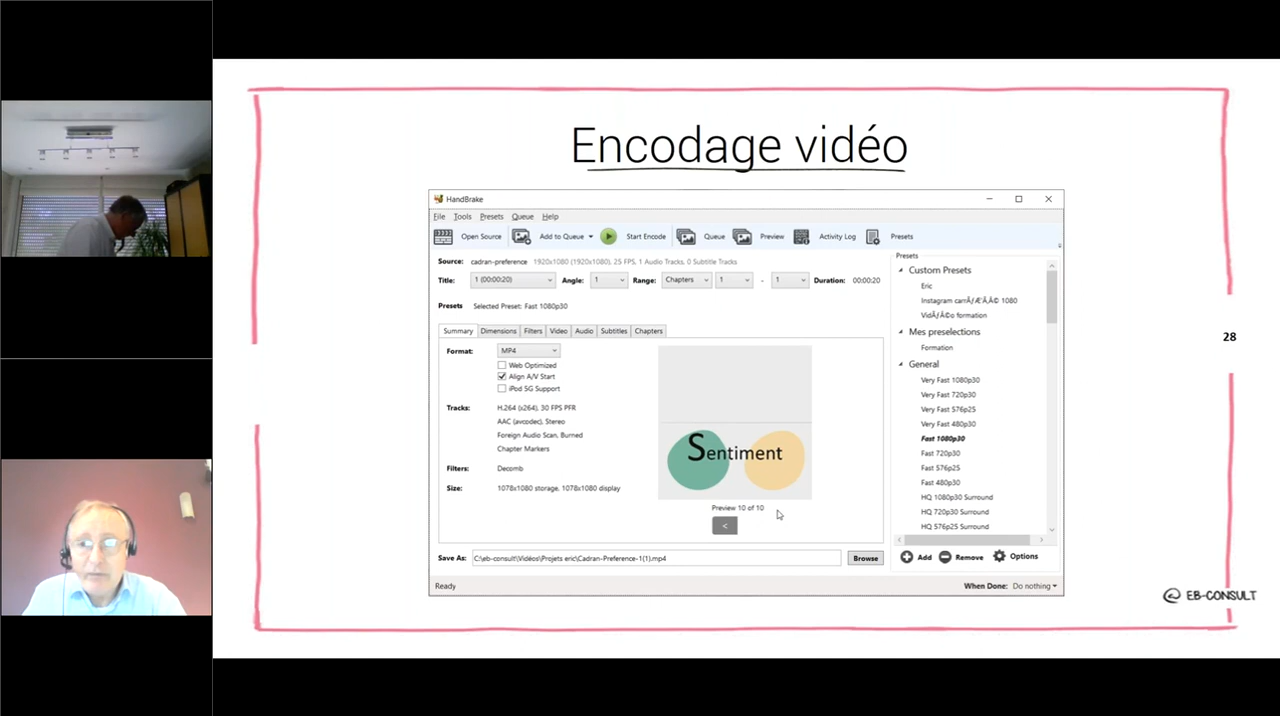 Encodage vidéo
HandBrake
File Tools Presets Queue Help
Open Source Add to Queue Start Encode Queue Preview Activity Log Presets
Source: cadran-preference 1920x1080 (1920x1080), 25 FPS, 1 Audio Tracks, 0 Subtitle Tracks
Title: 1 (00:00:20) Angle: 1 Range: Chapters 1 - 1 Duration: 00:00:20
Presets Selected Preset: Fast 1080p30
Summary Dimensions Filters Video Audio Subtitles Chapters
Format: MP4
Web Optimized
Align A/V Start
iPod 5G Support
Tracks: H.264 (x264), 30 FPS PFR
AAC (avcodec), Stereo
Foreign Audio Scan, Burned
Chapter Markers
Filters: Decomb
Size: 1078x1080 storage, 1078x1080 display
Sentiment
Preview 10 of 10
<
Save As: C:\eb-consult\Vidéos\Projets eric\Cadran-Preference-1(1).mp4 Browse
Ready
When Done: Do nothing
Presets
Custom Presets
Eric
Mes preselections
Formation
General
Very Fast 1080p30
Very Fast 720p30
Very Fast 576p25
Very Fast 480p30
Fast 1080p30
Fast 720p30
Fast 576p25
Fast 480p30
HQ 1080p30 Surround
HQ 720p30 Surround
HQ 576p25 Surround
Add Remove Options
28
@ EB-CONSULT